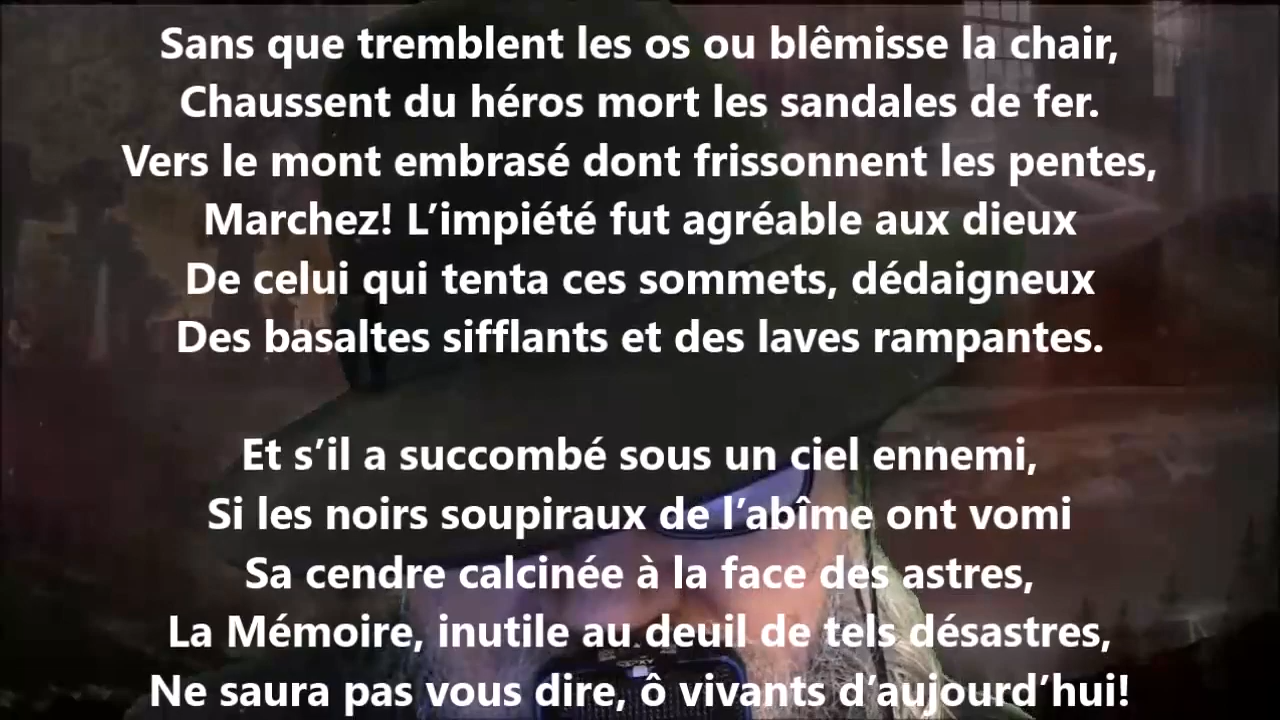 Sans que tremblent les os ou blêmisse la chair,
Chaussent du héros mort les sandales de fer.
Vers le mont embrasé dont frissonnent les pentes,
Marchez! L’impiété fut agréable aux dieux
De celui qui tenta ces sommets, dédaigneux
Des basaltes sifflants et des laves rampantes.
Et s’il a succombé sous un ciel ennemi,
Si les noirs soupiraux de l’abîme ont vomi
Sa cendre calcinée à la face des astres,
La Mémoire, inutile au deuil de tels désastres,
Ne saura pas vous dire, ô vivants d’aujourd’hui!